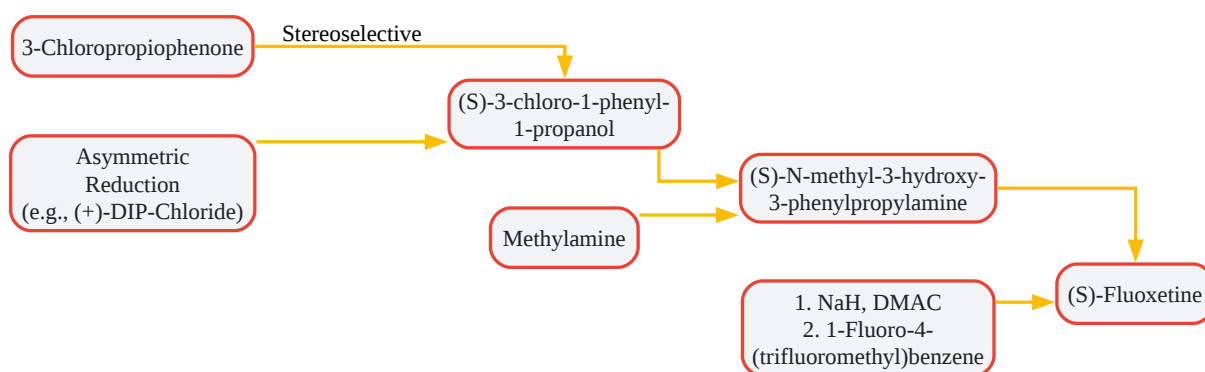 3-Chloropropiophenone
Stereoselective
(S)-3-chloro-1-phenyl-
1-propanol
Asymmetric
Reduction
(e.g., (+)-DIP-Chloride)
(S)-N-methyl-3-hydroxy-
3-phenylpropylamine
Methylamine
(S)-Fluoxetine
1. NaH, DMAC
2. 1-Fluoro-4-
(trifluoromethyl)benzene